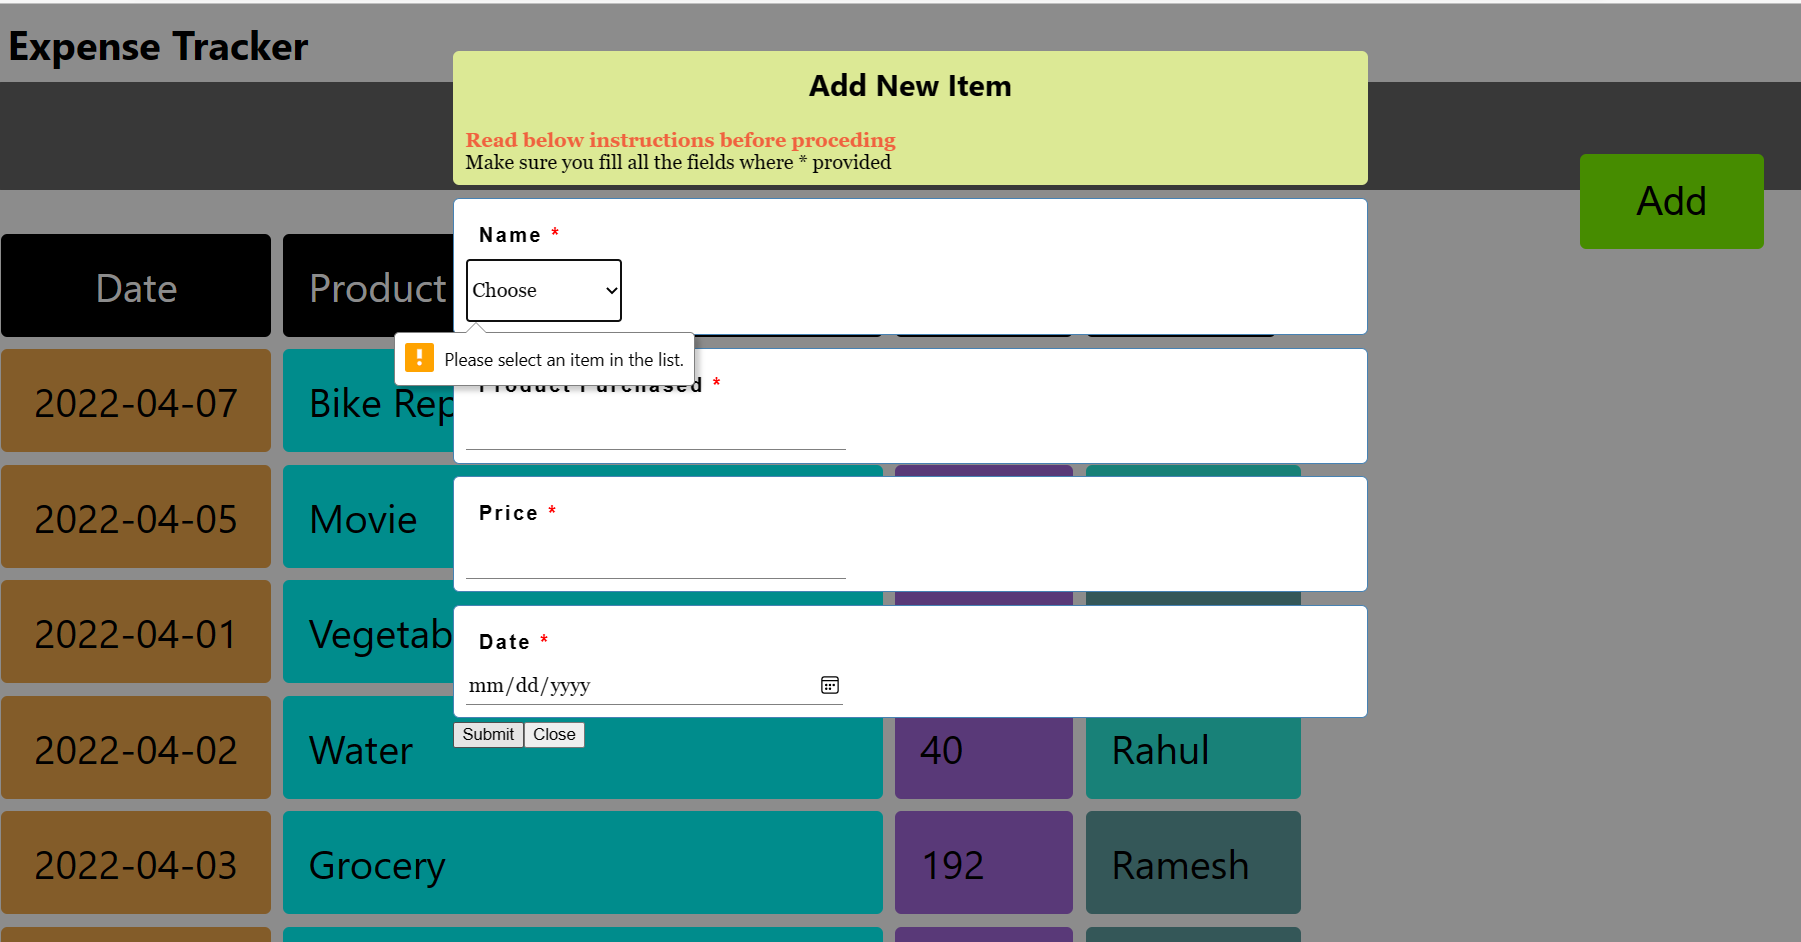 Expense Tracker
Add New Item
Read below instructions before proceding
Make sure you fill all the fields where * provided
Add
Name *
Choose
Date
Product
Please select an item in the list.
Product Purchased *
2022-04-07
Bike Rep
2022-04-05
Movie
Price *
2022-04-01
Vegetab
Date *
mm/dd/yyyy
Submit
Close
2022-04-02
Water
40
Rahul
2022-04-03
Grocery
192
Ramesh